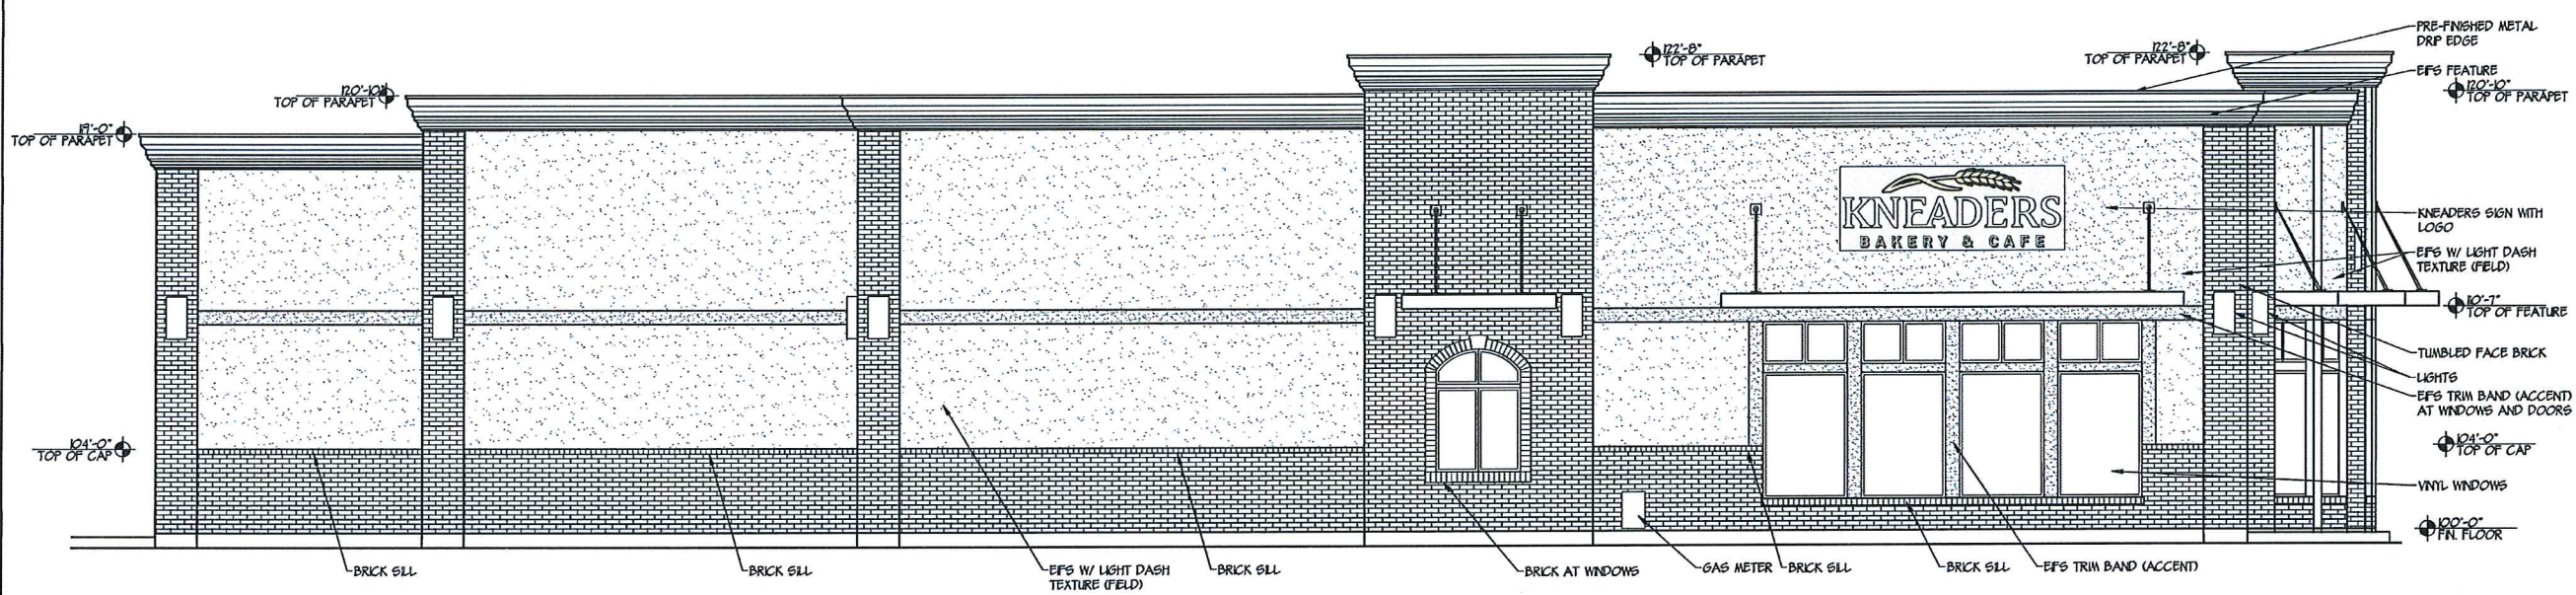 PRE-FINISHED METAL
DRIP EDGE
122'-8"
TOP OF PARAPET
122'-8"
TOP OF PARAPET
EIFS FEATURE
120'-10"
TOP OF PARAPET
120'-10"
TOP OF PARAPET
119'-0"
TOP OF PARAPET
KNEADERS
BAKERY & CAFE
KNEADERS SIGN WITH
LOGO
EIFS W/ LIGHT DASH
TEXTURE (FIELD)
110'-7"
TOP OF FEATURE
TUMBLED FACE BRICK
LIGHTS
EIFS TRIM BAND (ACCENT)
AT WINDOWS AND DOORS
104'-0"
TOP OF CAP
104'-0"
TOP OF CAP
VINYL WINDOWS
100'-0"
FIN. FLOOR
BRICK SILL
BRICK SILL
EIFS W/ LIGHT DASH
TEXTURE (FIELD)
BRICK SILL
BRICK AT WINDOWS
GAS METER
BRICK SILL
BRICK SILL
EIFS TRIM BAND (ACCENT)